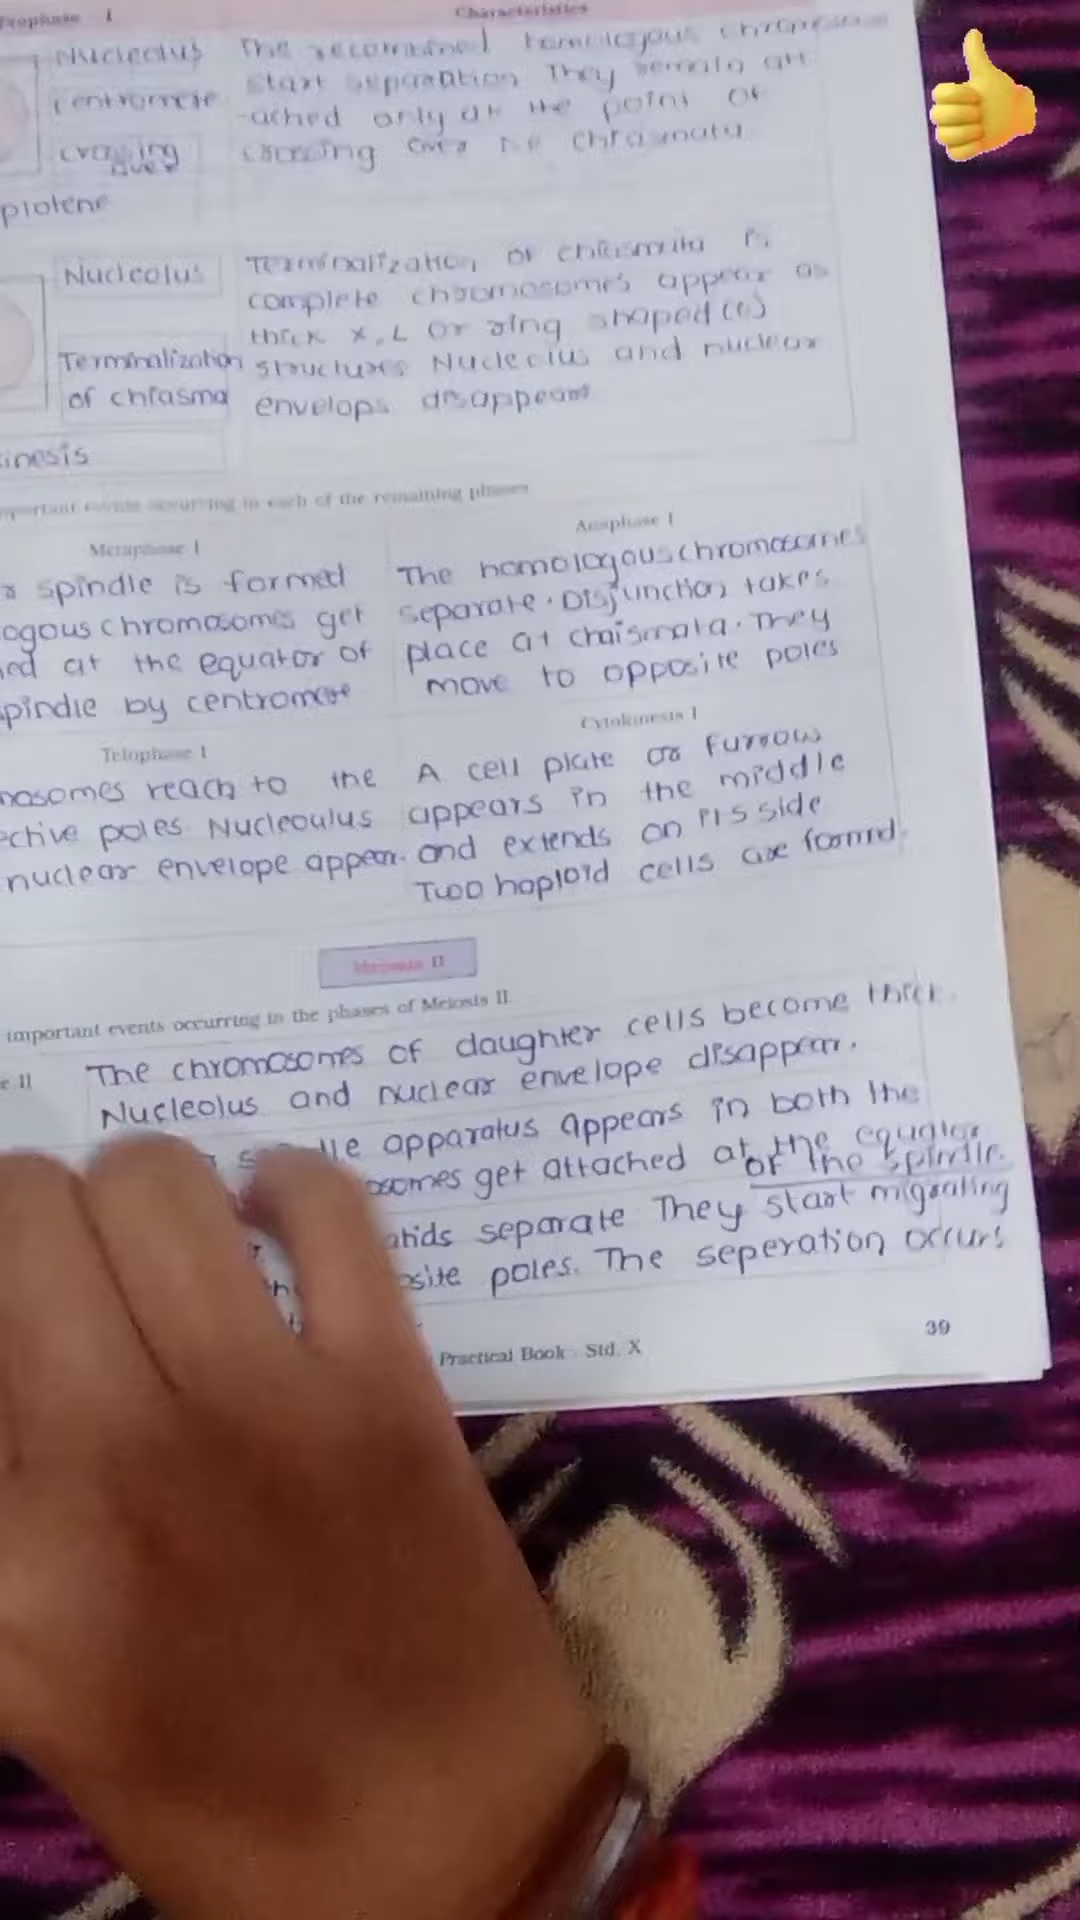 Prophase I
Characteristics
Nucleolus
centromere
crossing
over
The recombined homologous chromosome
start separation They remain att
-ached only at the point of
crossing over i.e chiasmata
plotene
Nucleolus
Terminalization
of chiasma
Terminalization of chiasmata is
complete chromosomes appear as
thick x, L or ring shaped (o)
structures Nucleolus and nuclear
envelops disappears
inesis
important events occurring in each of the remaining phases
Metaphase I
spindle is formed
ogous chromosomes get
ed at the equator of
pindle by centromere
Anaphase I
The homologous chromosomes
separate. Disjunction takes
place at chaismata. They
move to opposite poles
Telophase I
mosomes reach to the
ective poles. Nucleoulus
nuclear envelope appear.
Cytokinesis I
A cell plate or furrow
appears in the middle
and extends on its side
Two haploid cells are formed.
Meiosis II
important events occurring in the phases of Meiosis II
e II
The chromosomes of daughter cells become thick.
Nucleolus and nuclear envelope disappear.
apparatus appears in both the
osomes get attached at the equator
of the spindle.
atids separate They start migrating
osite poles. The seperation occurs
Practical Book : Std. X
39